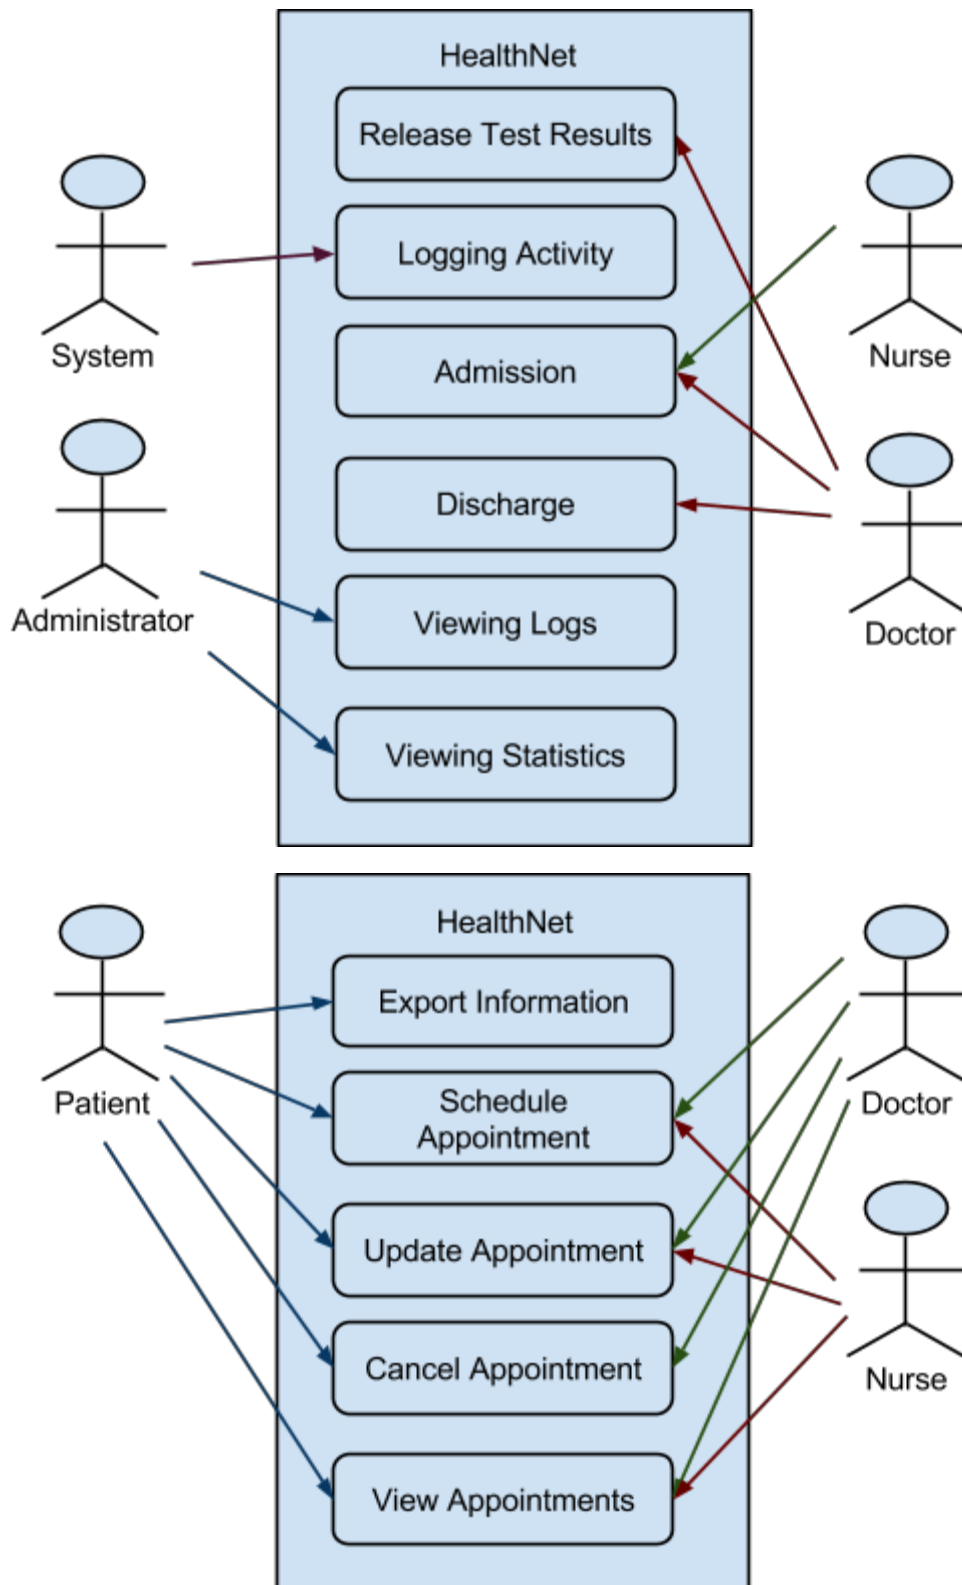 HealthNet
Release Test Results
Logging Activity
System
Nurse
Admission
Discharge
Administrator
Viewing Logs
Doctor
Viewing Statistics
HealthNet
Export Information
Patient
Schedule
Appointment
Doctor
Update Appointment
Cancel Appointment
Nurse
View Appointments